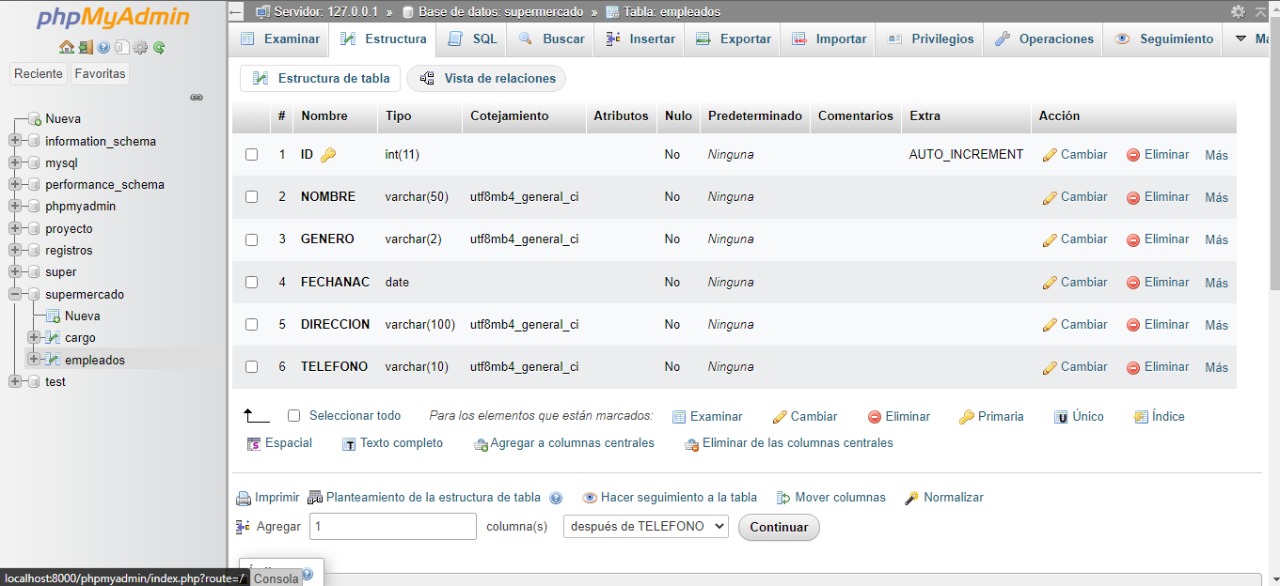 phpMyAdmin
Reciente Favoritas
Nueva
information_schema
mysql
performance_schema
phpmyadmin
proyecto
registros
super
supermercado
Nueva
cargo
empleados
test
Servidor: 127.0.0.1 » Base de datos: supermercado » Tabla: empleados
Examinar Estructura SQL Buscar Insertar Exportar Importar Privilegios Operaciones Seguimiento
Estructura de tabla Vista de relaciones
# Nombre Tipo Cotejamiento Atributos Nulo Predeterminado Comentarios Extra Acción
1 ID int(11) No Ninguna AUTO_INCREMENT Cambiar Eliminar Más
2 NOMBRE varchar(50) utf8mb4_general_ci No Ninguna Cambiar Eliminar Más
3 GENERO varchar(2) utf8mb4_general_ci No Ninguna Cambiar Eliminar Más
4 FECHANAC date No Ninguna Cambiar Eliminar Más
5 DIRECCION varchar(100) utf8mb4_general_ci No Ninguna Cambiar Eliminar Más
6 TELEFONO varchar(10) utf8mb4_general_ci No Ninguna Cambiar Eliminar Más
Seleccionar todo Para los elementos que están marcados: Examinar Cambiar Eliminar Primaria Único Índice
Espacial Texto completo Agregar a columnas centrales Eliminar de las columnas centrales
Imprimir Planteamiento de la estructura de tabla Hacer seguimiento a la tabla Mover columnas Normalizar
Agregar 1 columna(s) después de TELEFONO Continuar
localhost:8000/phpmyadmin/index.php?route=/
Consola